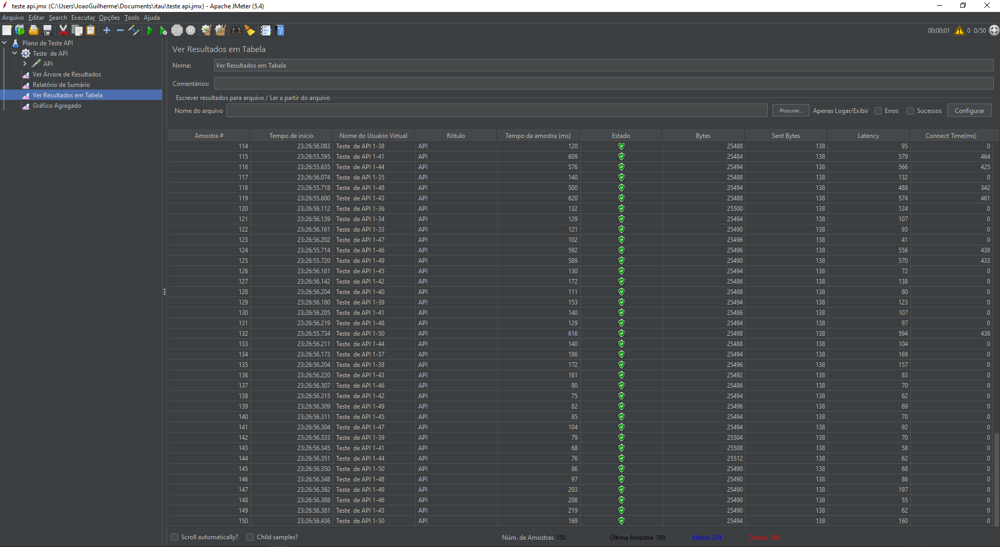 teste api.jmx (C:\Users\JoaoGuilherme\Documents\itau\teste api.jmx) - Apache JMeter (5.4)
Arquivo Editar Search Executar Opções Tools Ajuda
00:00:01 0 0/50
Plano de Teste API
Teste de API
API
Ver Árvore de Resultados
Relatório de Sumário
Ver Resultados em Tabela
Gráfico Agregado
Ver Resultados em Tabela
Nome: Ver Resultados em Tabela
Comentários:
Escrever resultados para arquivo / Ler a partir do arquivo
Nome do arquivo Procurar... Apenas Logar/Exibir Erros Sucessos Configurar
Amostra # Tempo de início Nome do Usuário Virtual Rótulo Tempo da amostra (ms) Estado Bytes Sent Bytes Latency Connect Time(ms)
114 23:26:56.083 Teste de API 1-38 API 120 25488 138 95 0
115 23:26:55.595 Teste de API 1-41 API 609 25484 138 579 464
116 23:26:55.635 Teste de API 1-44 API 576 25494 138 566 425
117 23:26:56.074 Teste de API 1-35 API 140 25488 138 132 0
118 23:26:55.718 Teste de API 1-48 API 500 25494 138 488 342
119 23:26:55.600 Teste de API 1-43 API 620 25488 138 574 461
120 23:26:56.112 Teste de API 1-36 API 132 25500 138 124 0
121 23:26:56.139 Teste de API 1-34 API 129 25494 138 107 0
122 23:26:56.161 Teste de API 1-33 API 121 25490 138 93 0
123 23:26:56.202 Teste de API 1-47 API 102 25496 138 41 0
124 23:26:55.714 Teste de API 1-46 API 592 25496 138 556 438
125 23:26:55.720 Teste de API 1-49 API 589 25490 138 570 433
126 23:26:56.181 Teste de API 1-45 API 130 25494 138 72 0
127 23:26:56.142 Teste de API 1-42 API 172 25486 138 138 0
128 23:26:56.204 Teste de API 1-40 API 111 25488 138 80 0
129 23:26:56.180 Teste de API 1-39 API 153 25494 138 123 0
130 23:26:56.205 Teste de API 1-41 API 140 25486 138 107 0
131 23:26:56.219 Teste de API 1-48 API 129 25494 138 97 0
132 23:26:55.734 Teste de API 1-50 API 616 25498 138 594 438
133 23:26:56.211 Teste de API 1-44 API 140 25488 138 104 0
134 23:26:56.173 Teste de API 1-37 API 186 25494 138 169 0
135 23:26:56.204 Teste de API 1-38 API 172 25496 138 157 0
136 23:26:56.220 Teste de API 1-43 API 161 25492 138 83 0
137 23:26:56.307 Teste de API 1-46 API 80 25486 138 70 0
138 23:26:56.315 Teste de API 1-42 API 75 25494 138 62 0
139 23:26:56.309 Teste de API 1-49 API 82 25496 138 69 0
140 23:26:56.311 Teste de API 1-45 API 85 25494 138 70 0
141 23:26:56.304 Teste de API 1-47 API 104 25494 138 92 0
142 23:26:56.333 Teste de API 1-39 API 79 25504 138 70 0
143 23:26:56.345 Teste de API 1-41 API 68 25508 138 58 0
144 23:26:56.351 Teste de API 1-44 API 76 25512 138 62 0
145 23:26:56.350 Teste de API 1-50 API 86 25490 138 68 0
146 23:26:56.348 Teste de API 1-48 API 97 25490 138 86 0
147 23:26:56.392 Teste de API 1-49 API 203 25490 138 197 0
148 23:26:56.388 Teste de API 1-46 API 208 25490 138 55 0
149 23:26:56.381 Teste de API 1-43 API 219 25490 138 62 0
150 23:26:56.436 Teste de API 1-50 API 169 25494 138 160 0
Scroll automatically? Child samples? Núm. de Amostras 150 Última Amostra 169 Média 214 Desvio 166